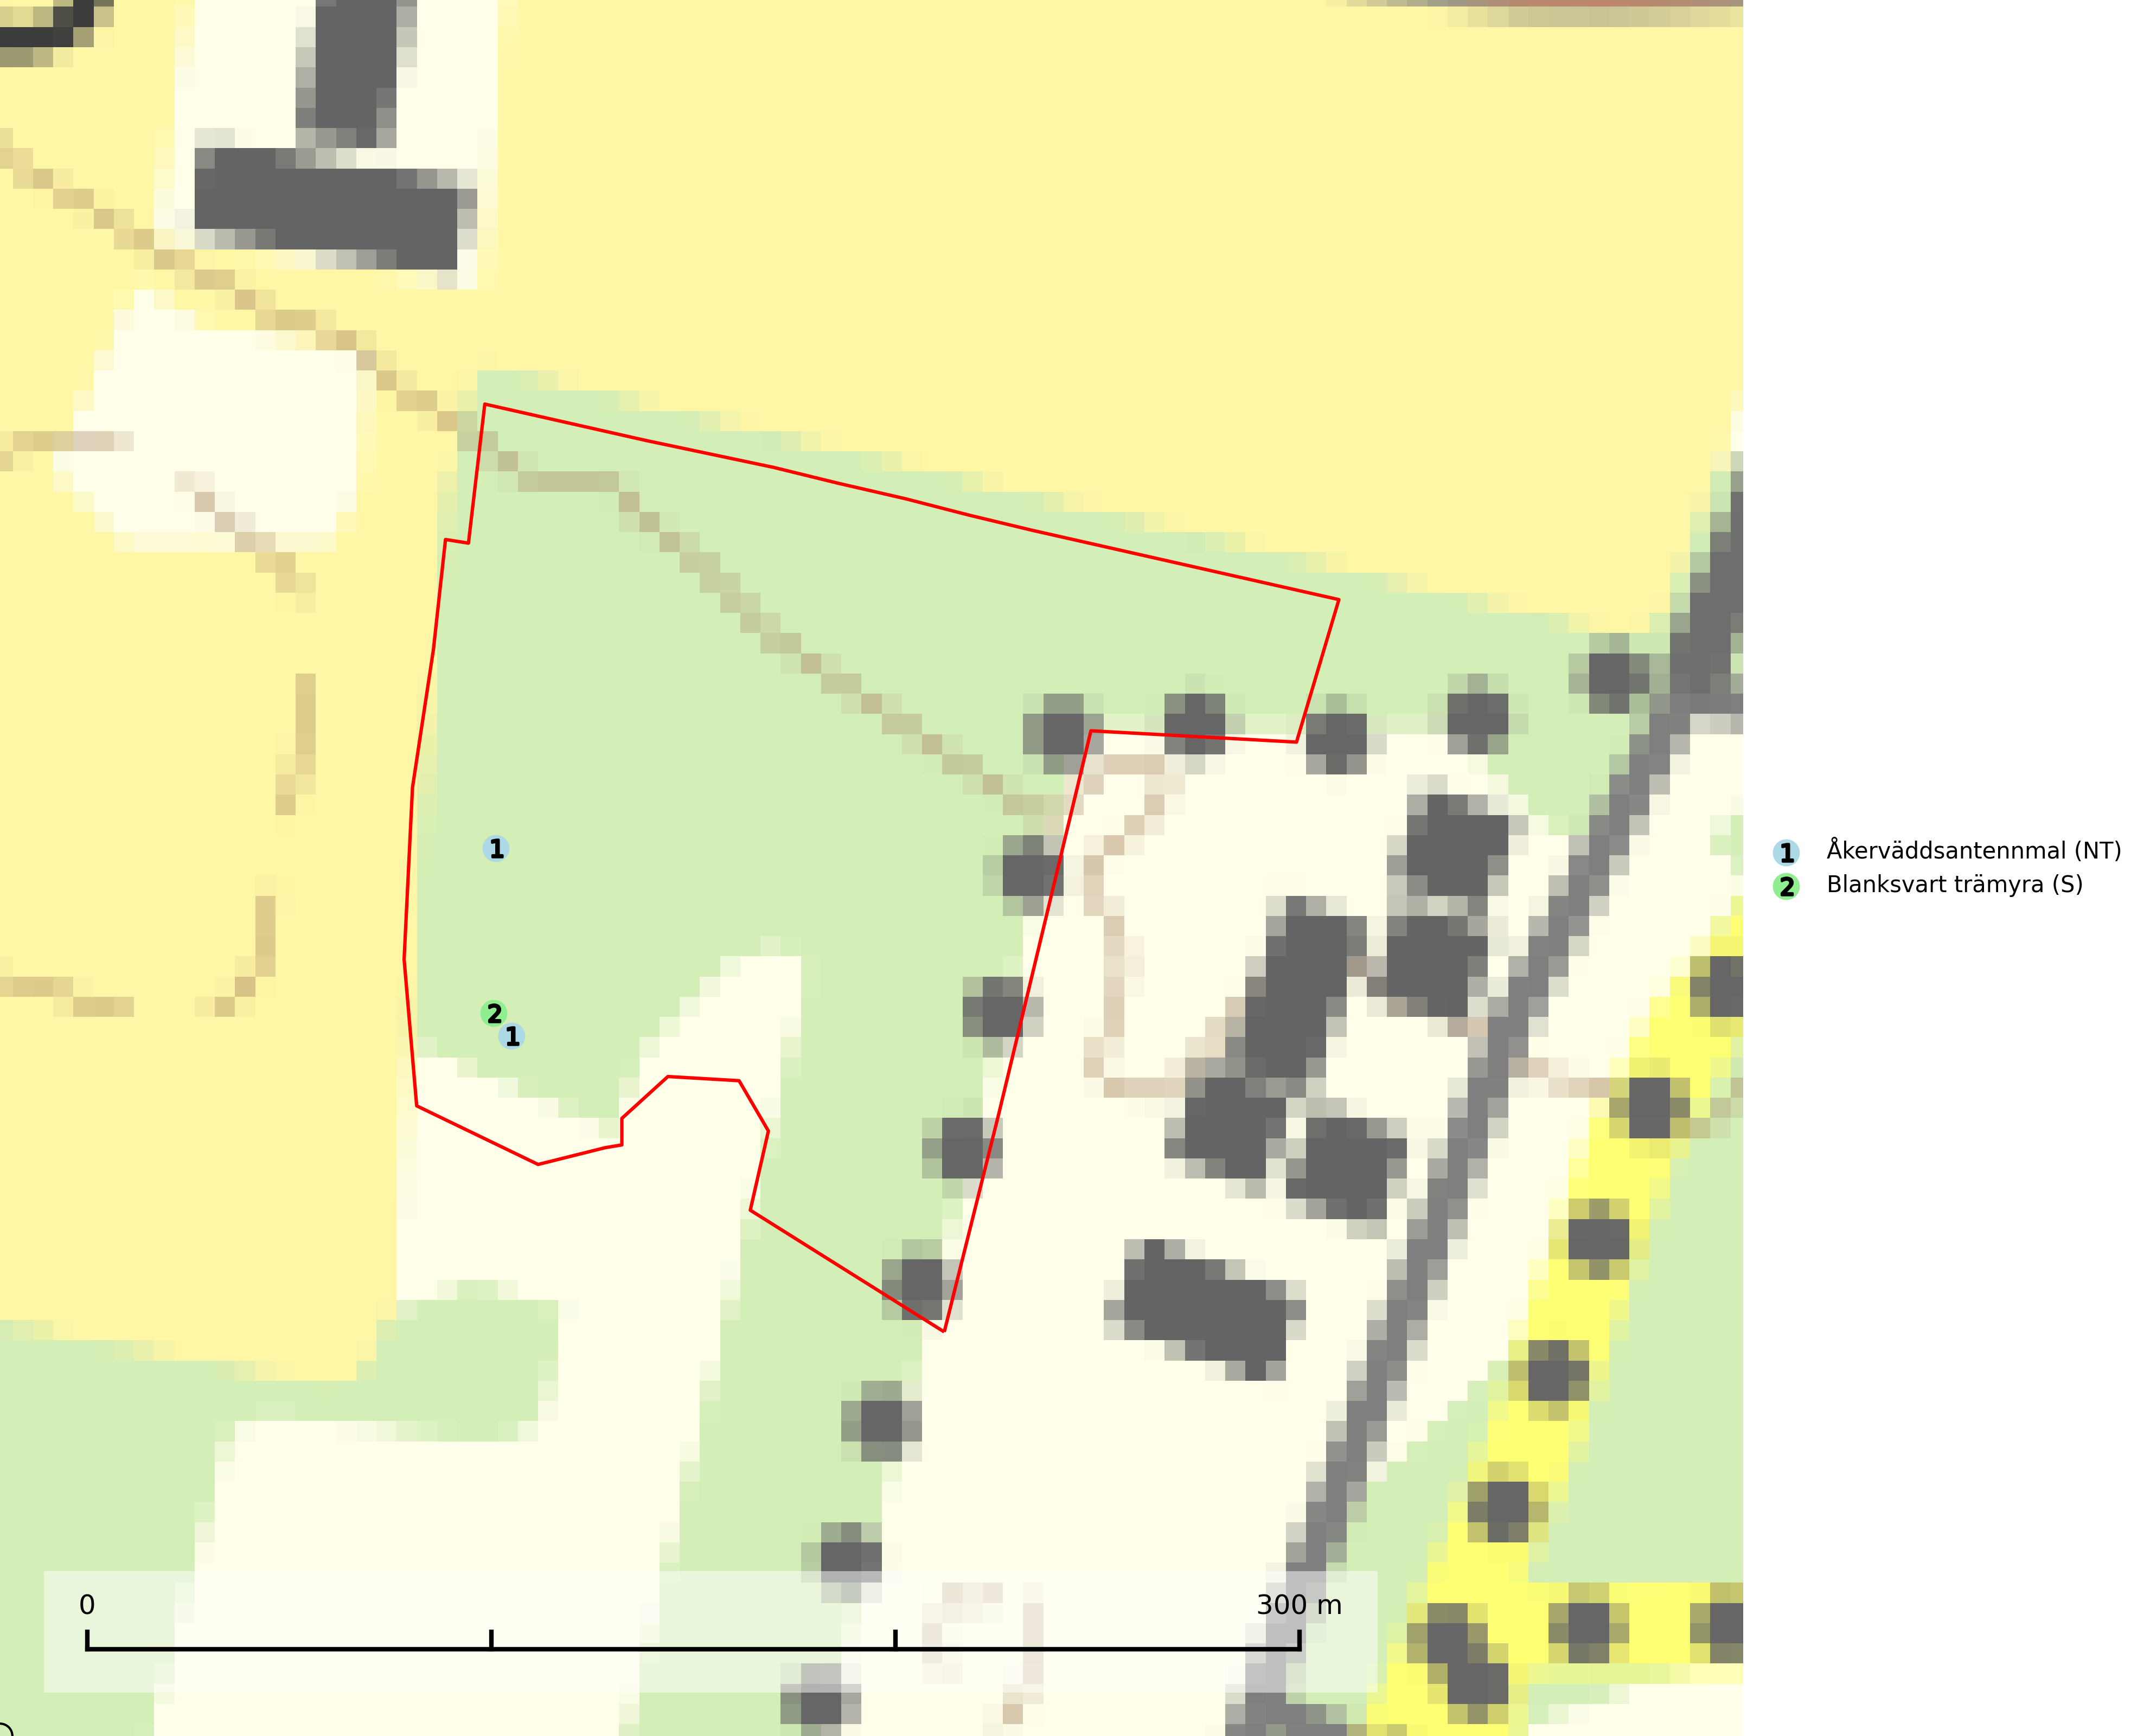 1
2
1
1 Åkerväddsantennmal (NT)
2 Blanksvart trämyra (S)
0 300 m